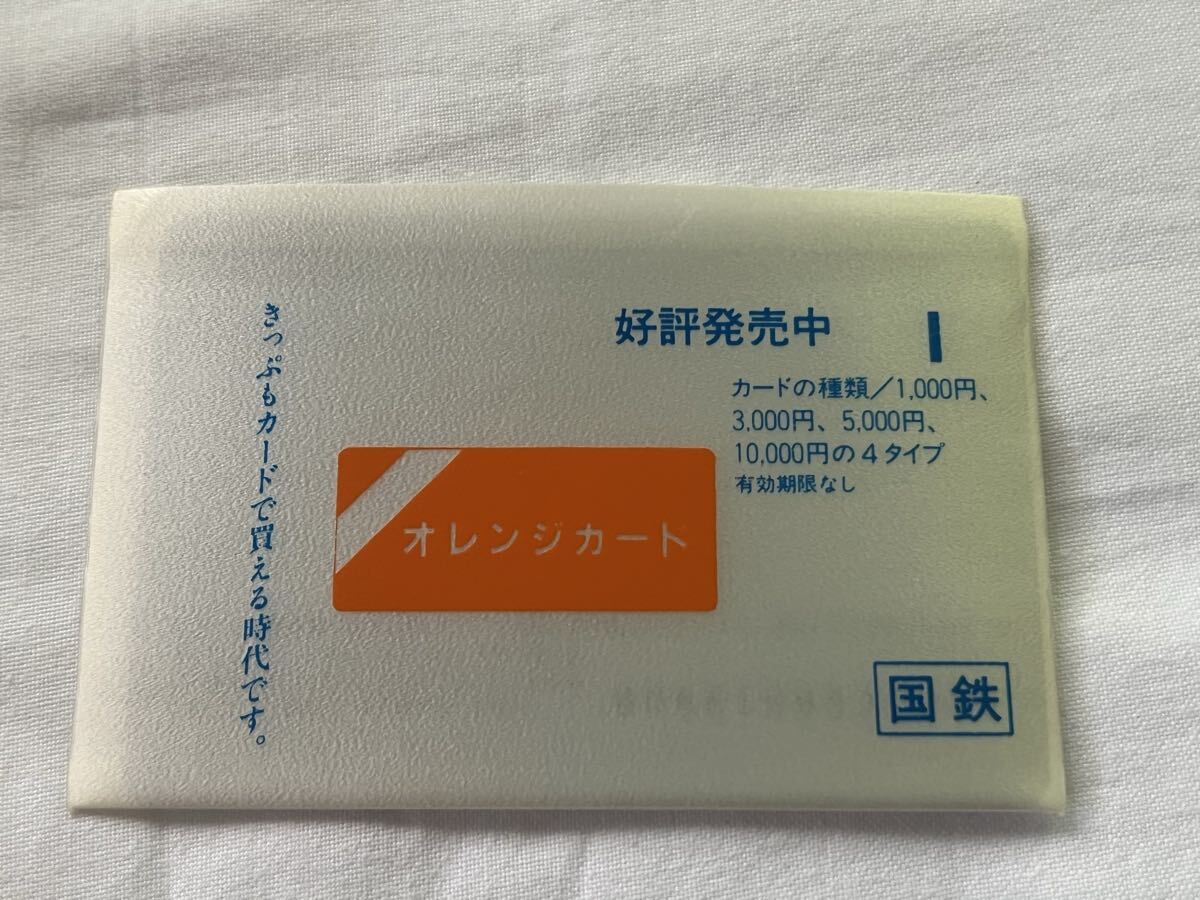 好評発売中
カードの種類/1,000円、
3,000円、5,000円、
10,000円の4タイプ
有効期限なし
きっぷもカードで買える時代です。
オレンジカード
国鉄